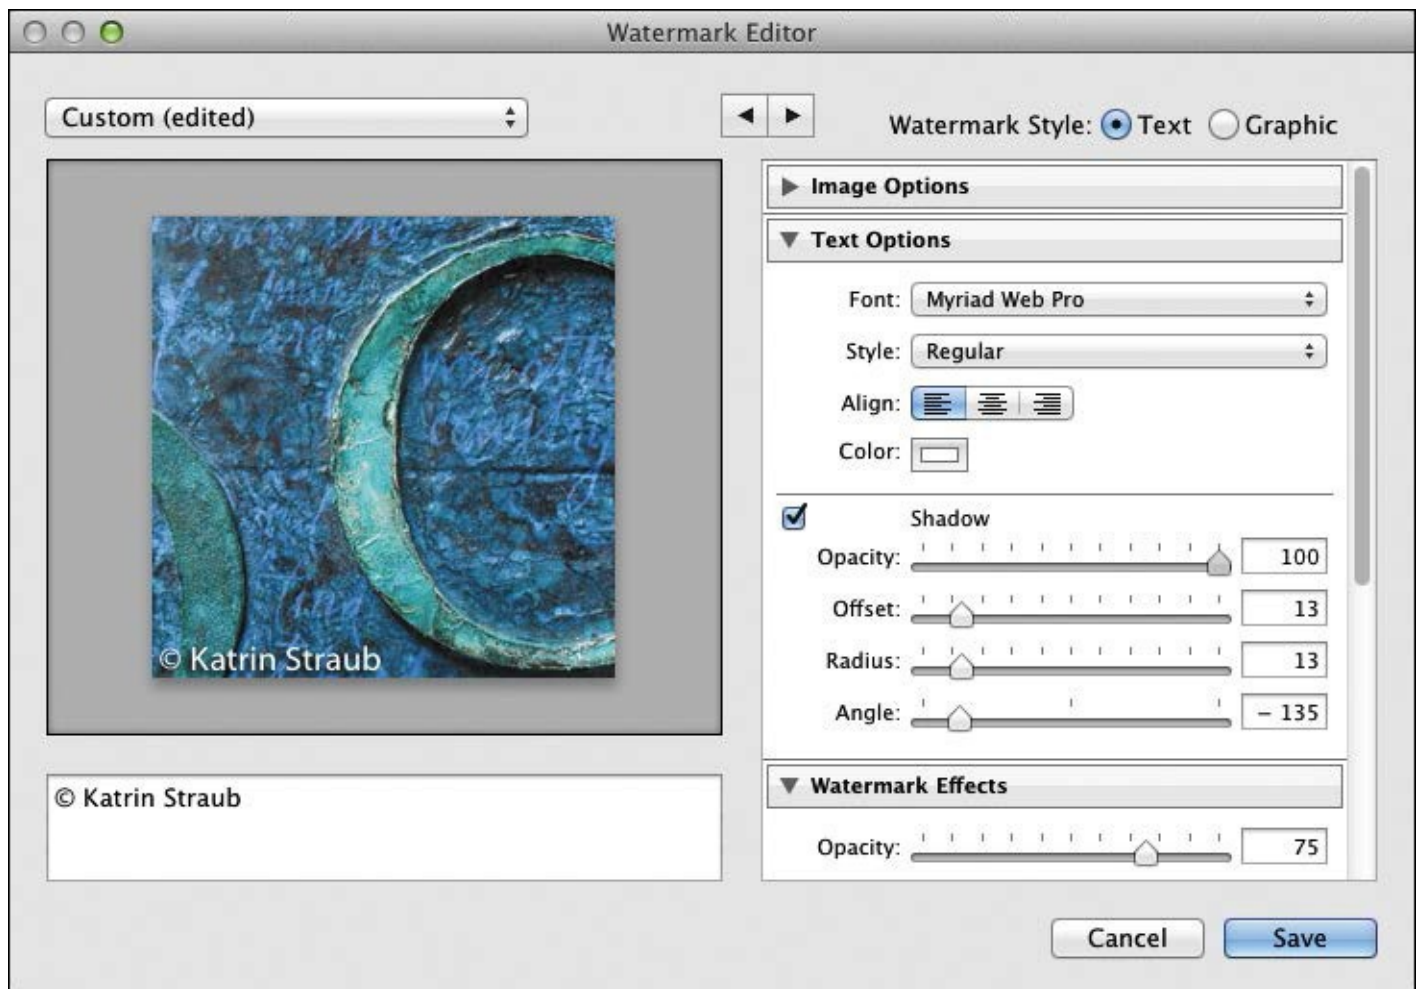 Watermark Editor
Custom (edited)
Watermark Style: Text Graphic
Image Options
Text Options
Font: Myriad Web Pro
Style: Regular
Align:
Color:
Shadow
Opacity: 100
Offset: 13
Radius: 13
Angle: − 135
© Katrin Straub
Watermark Effects
© Katrin Straub
Opacity: 75
Cancel Save